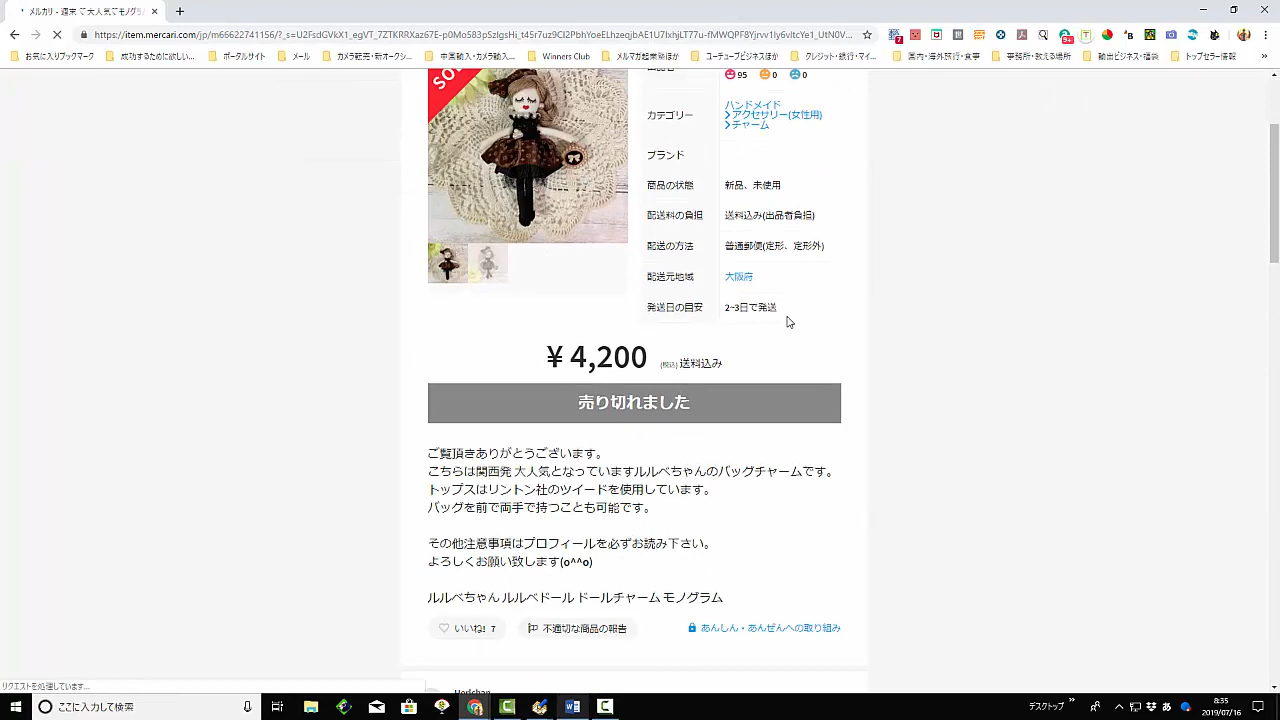 メルカリ - 週末
https://item.mercari.com/jp/m66622741156/
お気に入りブックマーク
成功するために欲しい...
ポータルサイト
メール
カメラ転売・テクニック...
中国輸入・カメラ輸入...
Winners Club
メルマガ起業塾ほか
ユーチューブビジネスほか
クレジット・銀行・マイ...
国内・海外旅行・食事
事務所・教える場所
輸出ビジネス・福袋
トップセラー情報
95 0 0
カテゴリー
ハンドメイド
アクセサリー(女性用)
チャーム
ブランド
商品の状態 新品、未使用
配送料の負担 送料込み(出品者負担)
配送の方法 普通郵便(定形、定形外)
配送元地域 大阪府
発送日の目安 2~3日で発送
¥ 4,200 (税込) 送料込み
売り切れました
ご覧頂きありがとうございます。
こちらは関西発 大人気となっていますルルベちゃんのバッグチャームです。
トップスはリントン社のツイードを使用しています。
バッグを前で両手で持つことも可能です。
その他注意事項はプロフィールを必ずお読み下さい。
よろしくお願い致します(o^^o)
ルルベちゃん ルルベドール ドールチャーム モノグラム
いいね! 7 不適切な商品の報告 あんしん・あんぜんへの取り組み
リクエストを処理しています...
ここに入力して検索
デスクトップ
8:35
2019/07/16